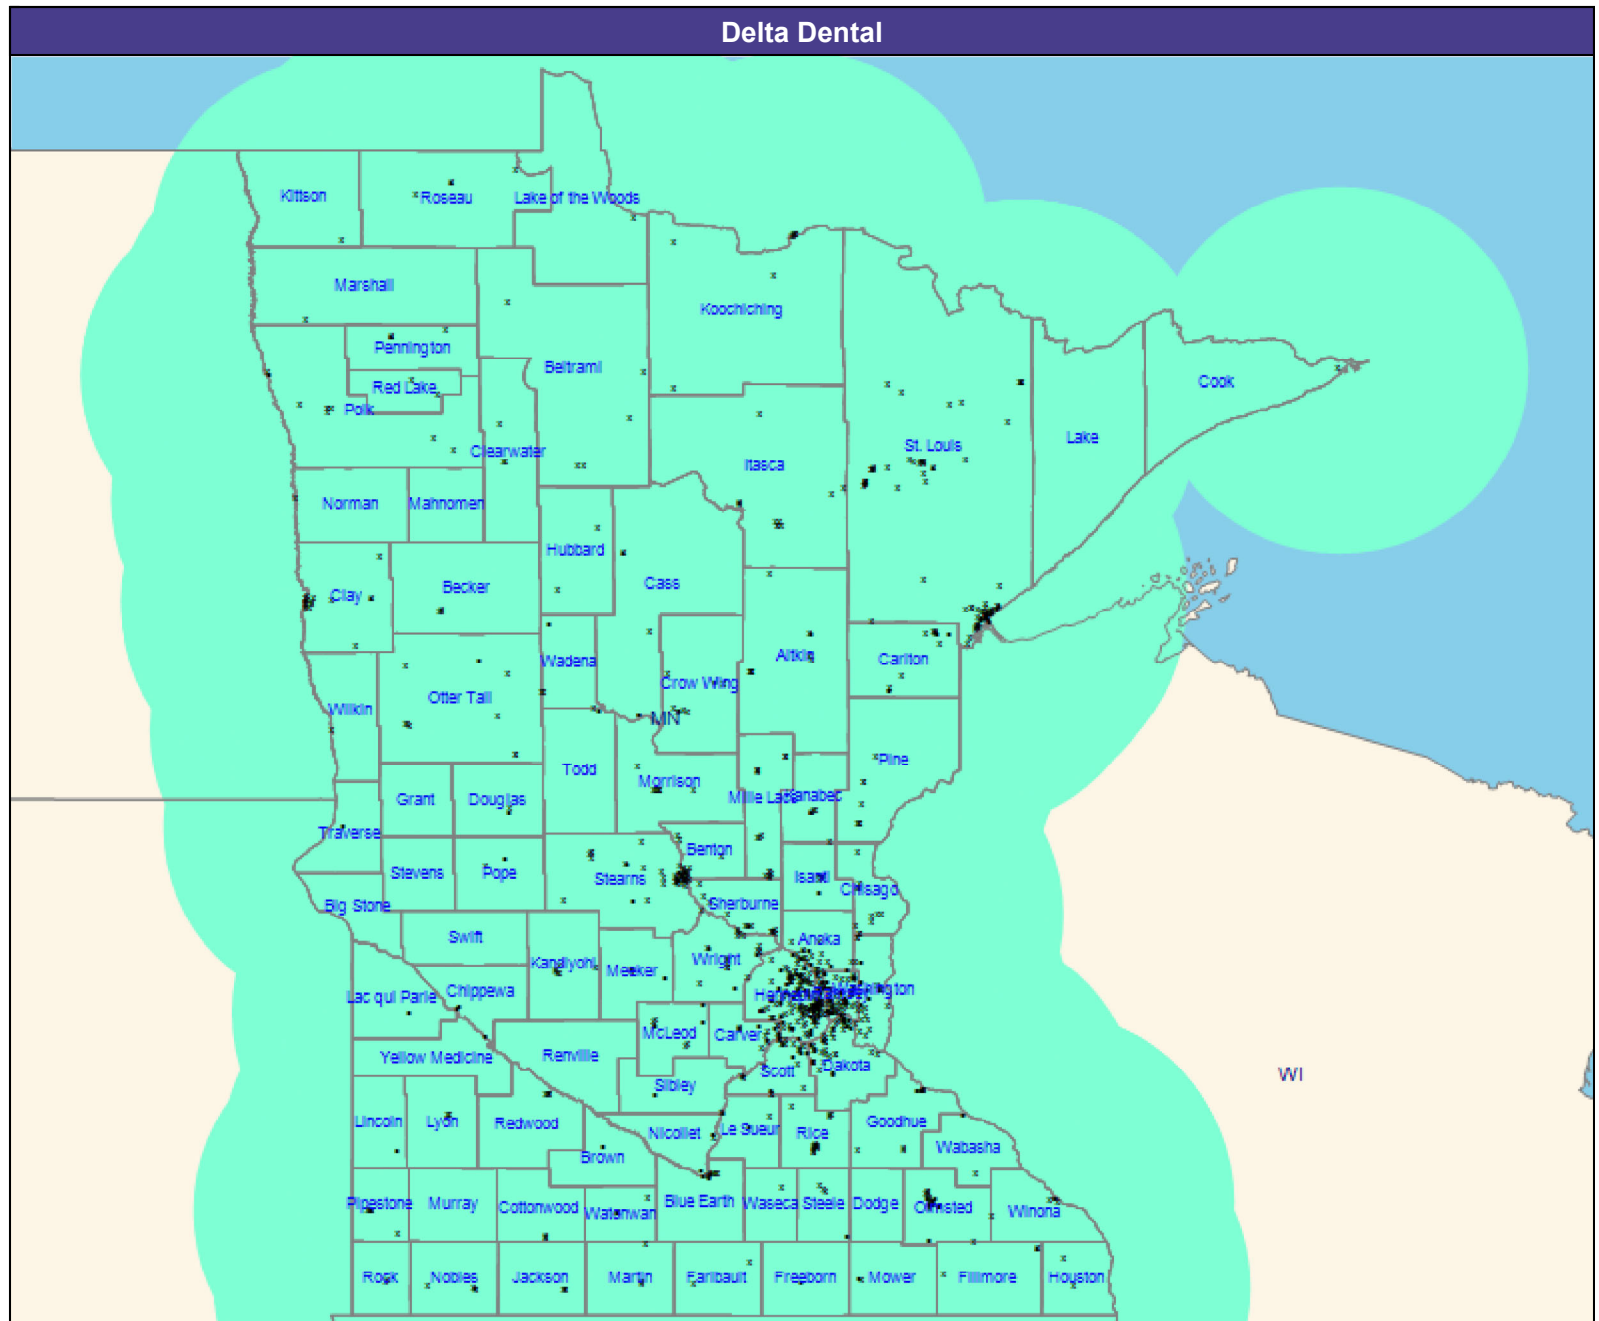 Delta Dental
Kittson
Roseau
Lake of the Woods
Marshall
Koochiching
Pennington
Beltrami
Red Lake
Cook
Polk
Lake
St. Louis
Clearwater
Itasca
Norman
Mahnomen
Hubbard
Cass
Becker
Clay
Aitkin
Carlton
Wadena
Crow Wing
Otter Tail
Wilkin
MN
Pine
Todd
Morrison
Mille Lacs
Kanabec
Grant
Douglas
Traverse
Benton
Stevens
Pope
Stearns
Isanti
Chisago
Big Stone
Sherburne
Swift
Anoka
Kandiyohi
Meeker
Wright
Washington
Lac qui Parle
Chippewa
McLeod
Carver
Yellow Medicine
Renville
Scott
Dakota
WI
Sibley
Lincoln
Lyon
Redwood
Nicollet
Le Sueur
Rice
Goodhue
Wabasha
Brown
Pipestone
Murray
Cottonwood
Watonwan
Blue Earth
Waseca
Steele
Dodge
Olmsted
Winona
Rock
Nobles
Jackson
Martin
Faribault
Freeborn
Mower
Fillmore
Houston